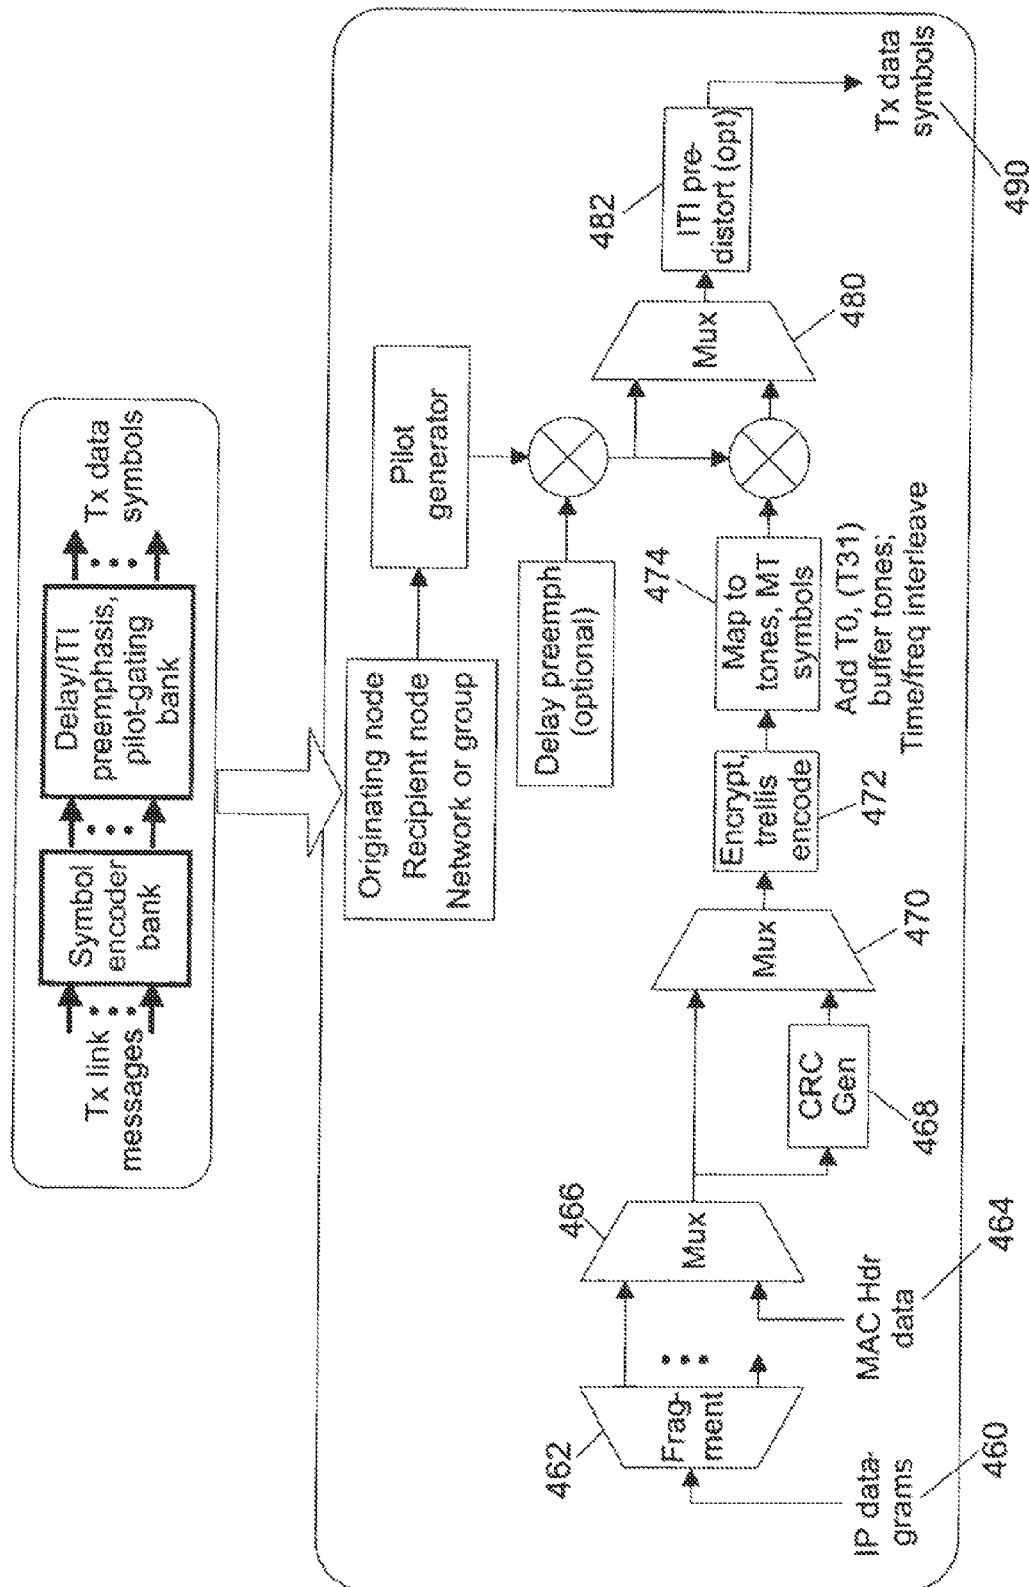 Tx link
messages
Symbol
encoder
bank
Delay/ITI
preemphasis,
pilot-gating
bank
Tx data
symbols
Originating node
Recipient node
Network or group
Pilot
generator
Delay preemph
(optional)
IP data-
grams
460
462
Frag-
ment
MAC Hdr
data
464
466
Mux
CRC
Gen
468
Mux
470
Encrypt,
trellis
encode
472
474
Map to
tones, MT
symbols
Add T0, (T31)
buffer tones;
Time/freq interleave
Mux
480
482
ITI pre-
distort (opt)
Tx data
symbols
490